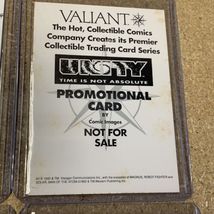 VALIANT
The Hot, Collectible Comics
Company Creates its Premier
Collectible Trading Card Series
UNITY
TIME IS NOT ABSOLUTE
PROMOTIONAL
CARD
BY
Comic Images
NOT FOR
SALE